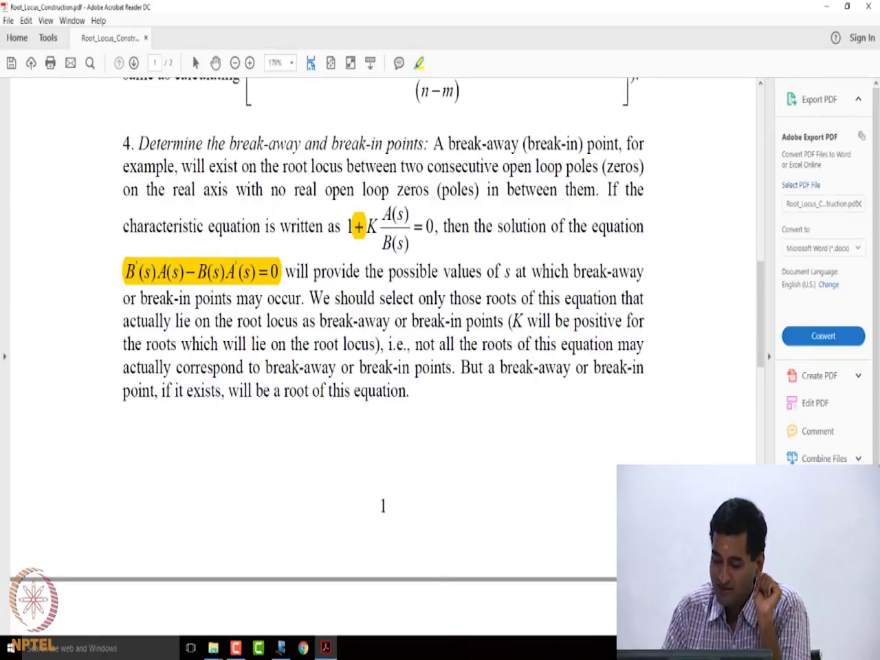 Root_Locus_Construction.pdf - Adobe Acrobat Reader DC
File Edit View Window Help
Home Tools Root_Locus_Constr... × Sign In
1 / 2 178%
same as calculating
(n−m)
4. Determine the break-away and break-in points: A break-away (break-in) point, for
example, will exist on the root locus between two consecutive open loop poles (zeros)
on the real axis with no real open loop zeros (poles) in between them. If the
characteristic equation is written as 1+K A(s)/B(s) =0, then the solution of the equation
B'(s)A(s)−B(s)A'(s)=0 will provide the possible values of s at which break-away
or break-in points may occur. We should select only those roots of this equation that
actually lie on the root locus as break-away or break-in points (K will be positive for
the roots which will lie on the root locus), i.e., not all the roots of this equation may
actually correspond to break-away or break-in points. But a break-away or break-in
point, if it exists, will be a root of this equation.
1
Export PDF
Adobe Export PDF
Convert PDF Files to Word
or Excel Online
Select PDF File
Root_Locus_C...truction.pdf
Convert to
Microsoft Word (*.docx)
Document Language:
English (U.S.) Change
Convert
Create PDF
Edit PDF
Comment
Combine Files
NPTEL
the web and Windows